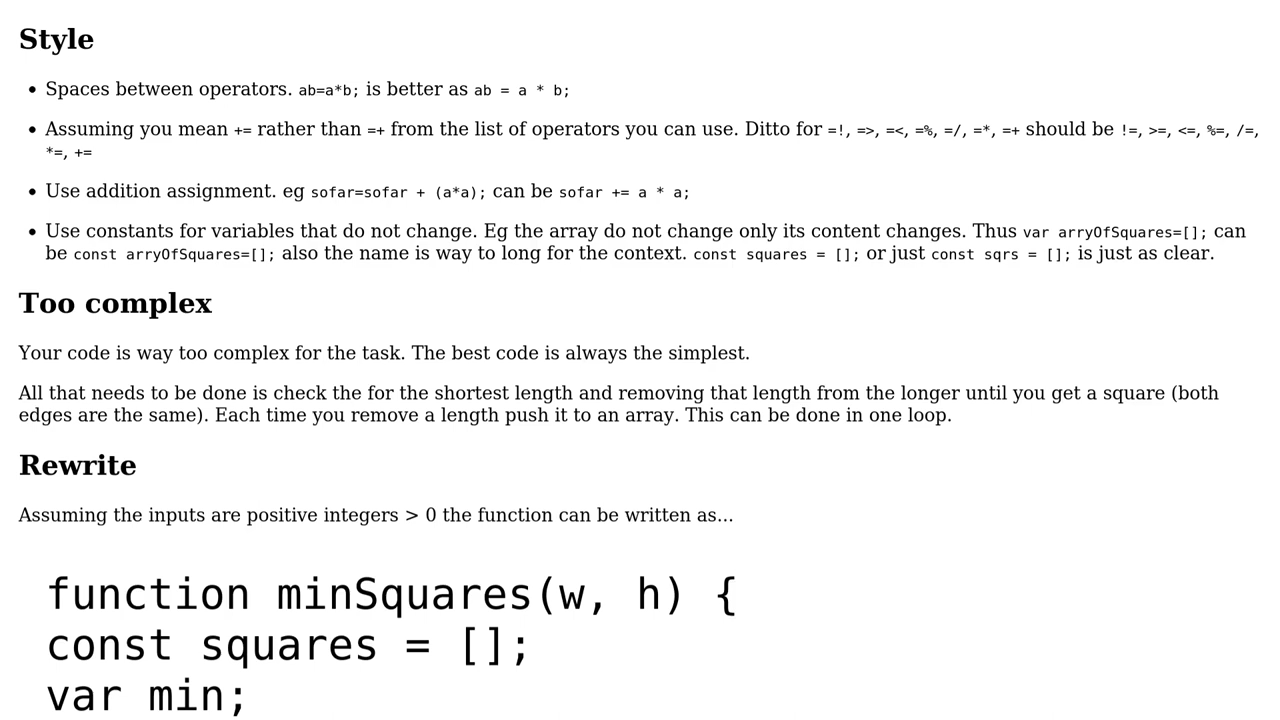 Style
• Spaces between operators. ab=a*b; is better as ab = a * b;
• Assuming you mean += rather than =+ from the list of operators you can use. Ditto for =!, =>, =<, =%, =/, =*, =+ should be !=, >=, <=, %=, /=,
*=, +=
• Use addition assignment. eg sofar=sofar + (a*a); can be sofar += a * a;
• Use constants for variables that do not change. Eg the array do not change only its content changes. Thus var arryOfSquares=[]; can
be const arryOfSquares=[]; also the name is way to long for the context. const squares = []; or just const sqrs = []; is just as clear.
Too complex
Your code is way too complex for the task. The best code is always the simplest.
All that needs to be done is check the for the shortest length and removing that length from the longer until you get a square (both
edges are the same). Each time you remove a length push it to an array. This can be done in one loop.
Rewrite
Assuming the inputs are positive integers > 0 the function can be written as...
function minSquares(w, h) {
const squares = [];
var min;